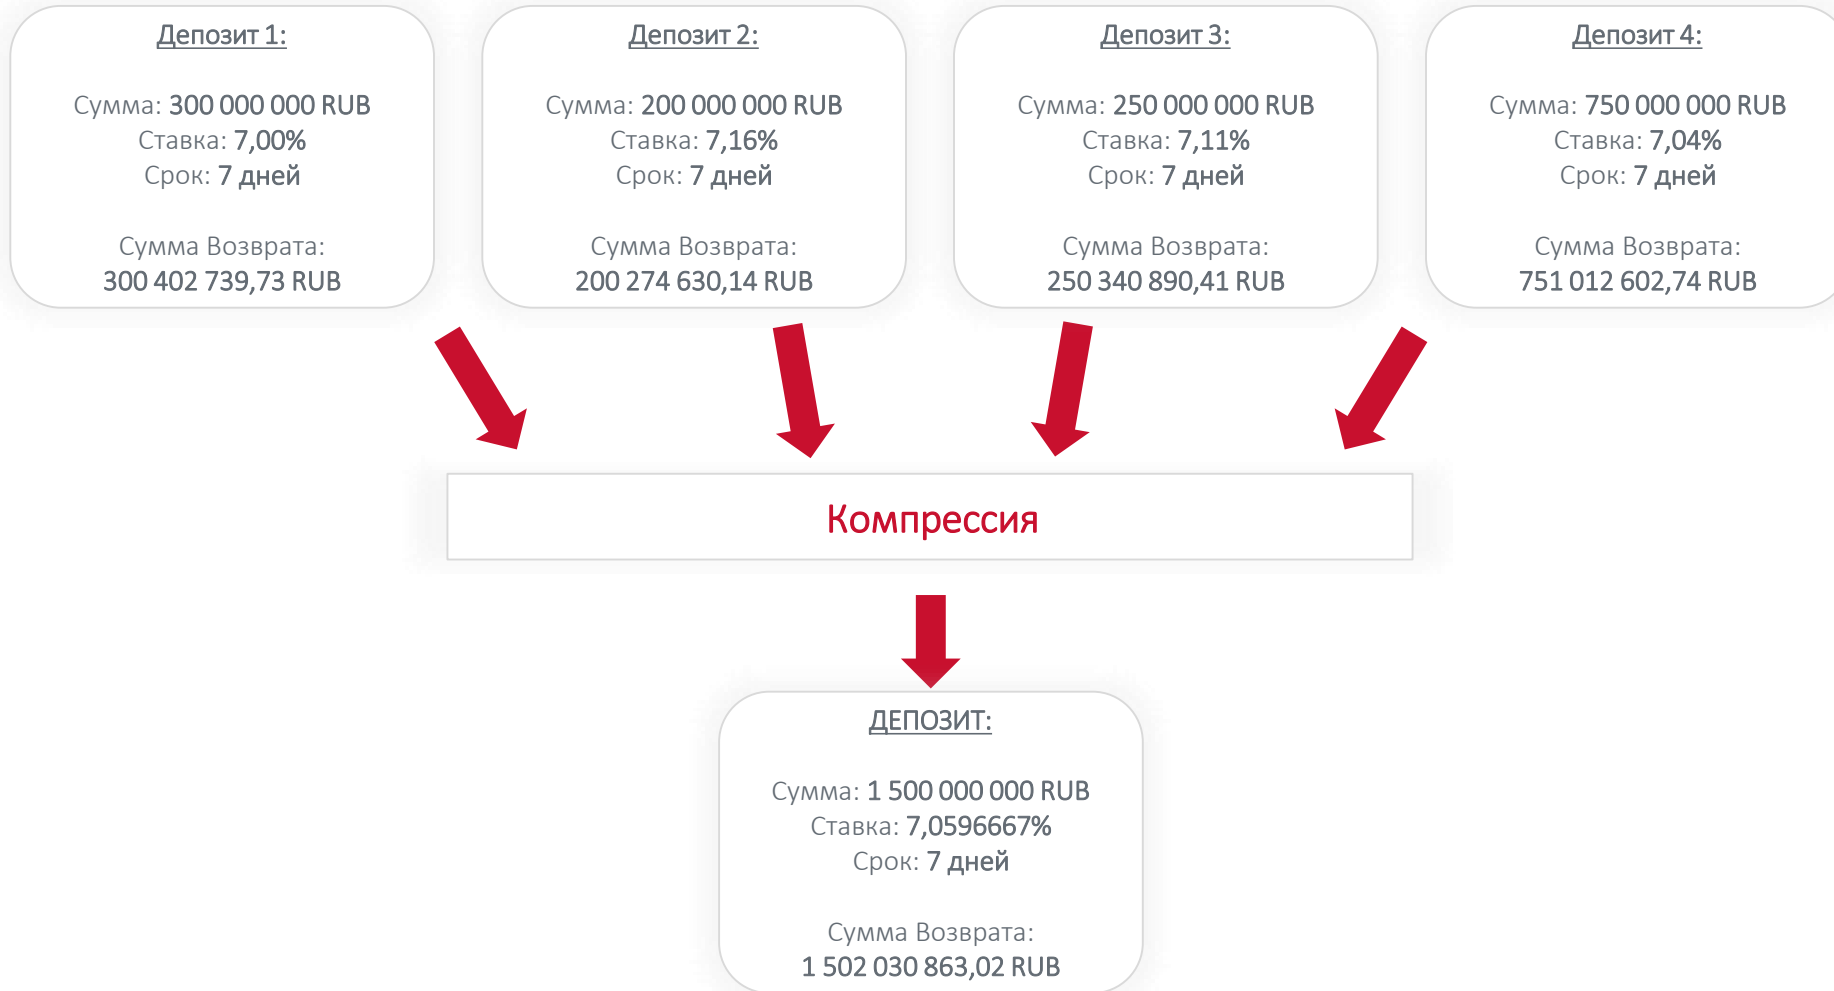 Депозит 1:
Сумма: 300 000 000 RUB
Ставка: 7,00%
Срок: 7 дней
Сумма Возврата:
300 402 739,73 RUB
Депозит 2:
Сумма: 200 000 000 RUB
Ставка: 7,16%
Срок: 7 дней
Сумма Возврата:
200 274 630,14 RUB
Депозит 3:
Сумма: 250 000 000 RUB
Ставка: 7,11%
Срок: 7 дней
Сумма Возврата:
250 340 890,41 RUB
Депозит 4:
Сумма: 750 000 000 RUB
Ставка: 7,04%
Срок: 7 дней
Сумма Возврата:
751 012 602,74 RUB
Компрессия
ДЕПОЗИТ:
Сумма: 1 500 000 000 RUB
Ставка: 7,0596667%
Срок: 7 дней
Сумма Возврата:
1 502 030 863,02 RUB